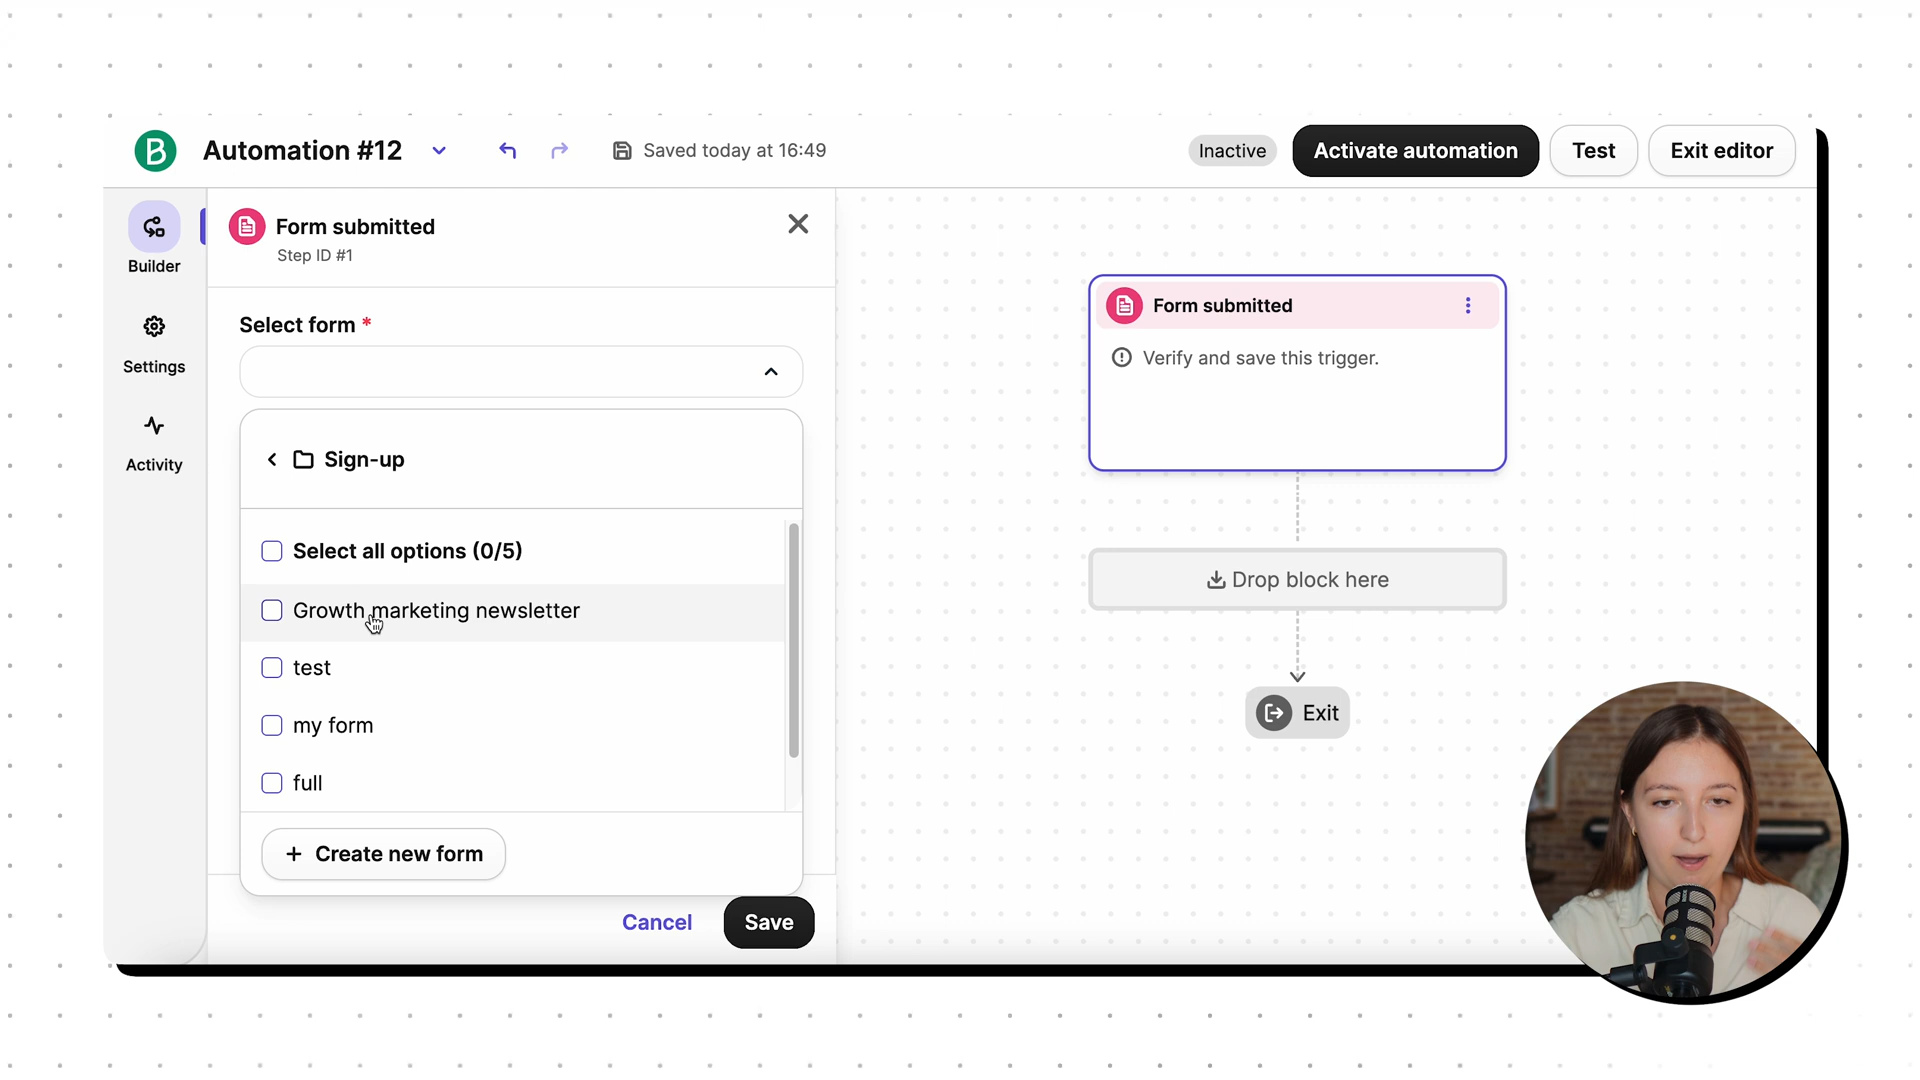 B
Automation #12
Saved today at 16:49
Inactive
Activate automation
Test
Exit editor
Builder
Settings
Activity
Form submitted
Step ID #1
Select form *
Sign-up
Select all options (0/5)
Growth marketing newsletter
test
my form
full
+ Create new form
Cancel
Save
Form submitted
Verify and save this trigger.
Drop block here
Exit